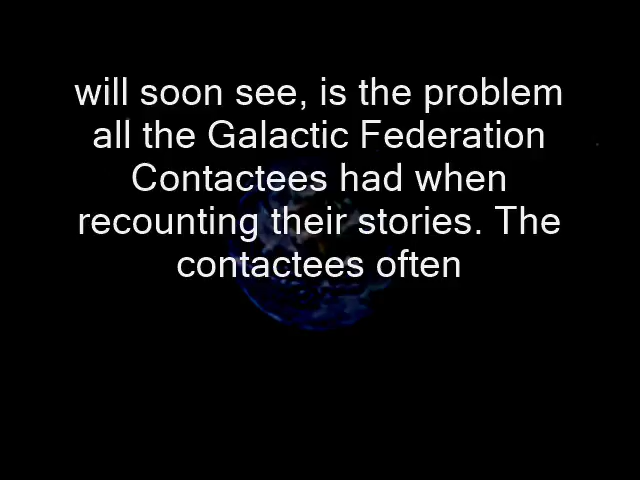 will soon see, is the problem
all the Galactic Federation
Contactees had when
recounting their stories. The
contactees often